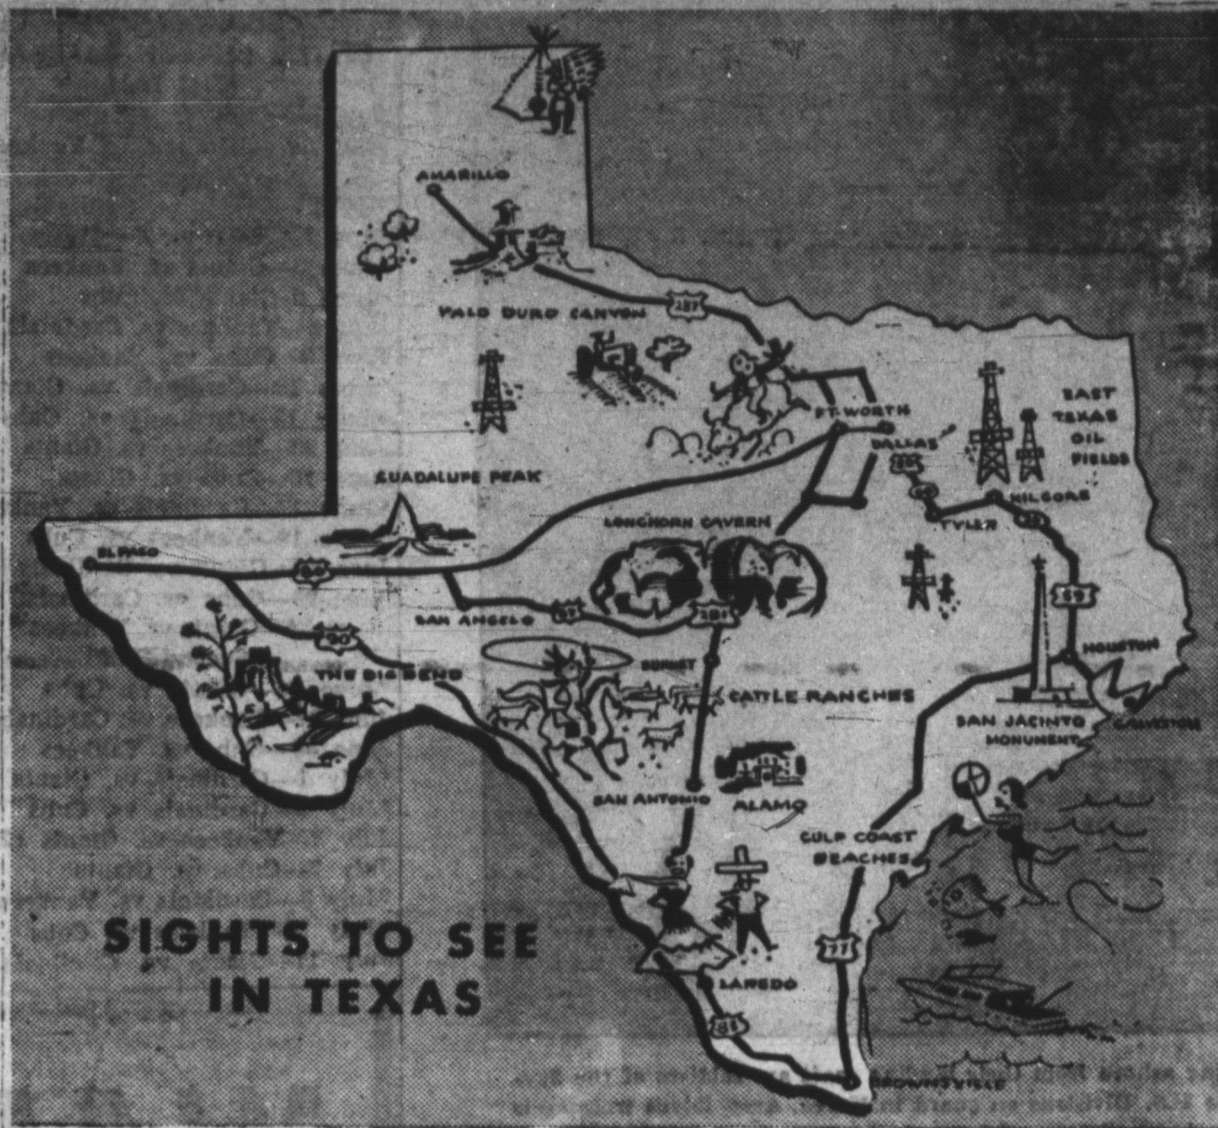 AMARILLO
PALO DURO CANYON
287
FT. WORTH
DALLAS
EAST
TEXAS
OIL
FIELDS
KILGORE
TYLER
GUADALUPE PEAK
LONGHORN CAVERN
EL PASO
80
SAN ANGELO
281
59
90
THE BIG BEND
BURNET
CATTLE RANCHES
HOUSTON
GALVESTON
SAN JACINTO
MONUMENT
SAN ANTONIO
ALAMO
GULF COAST
BEACHES
77
LAREDO
BROWNSVILLE
SIGHTS TO SEE
IN TEXAS